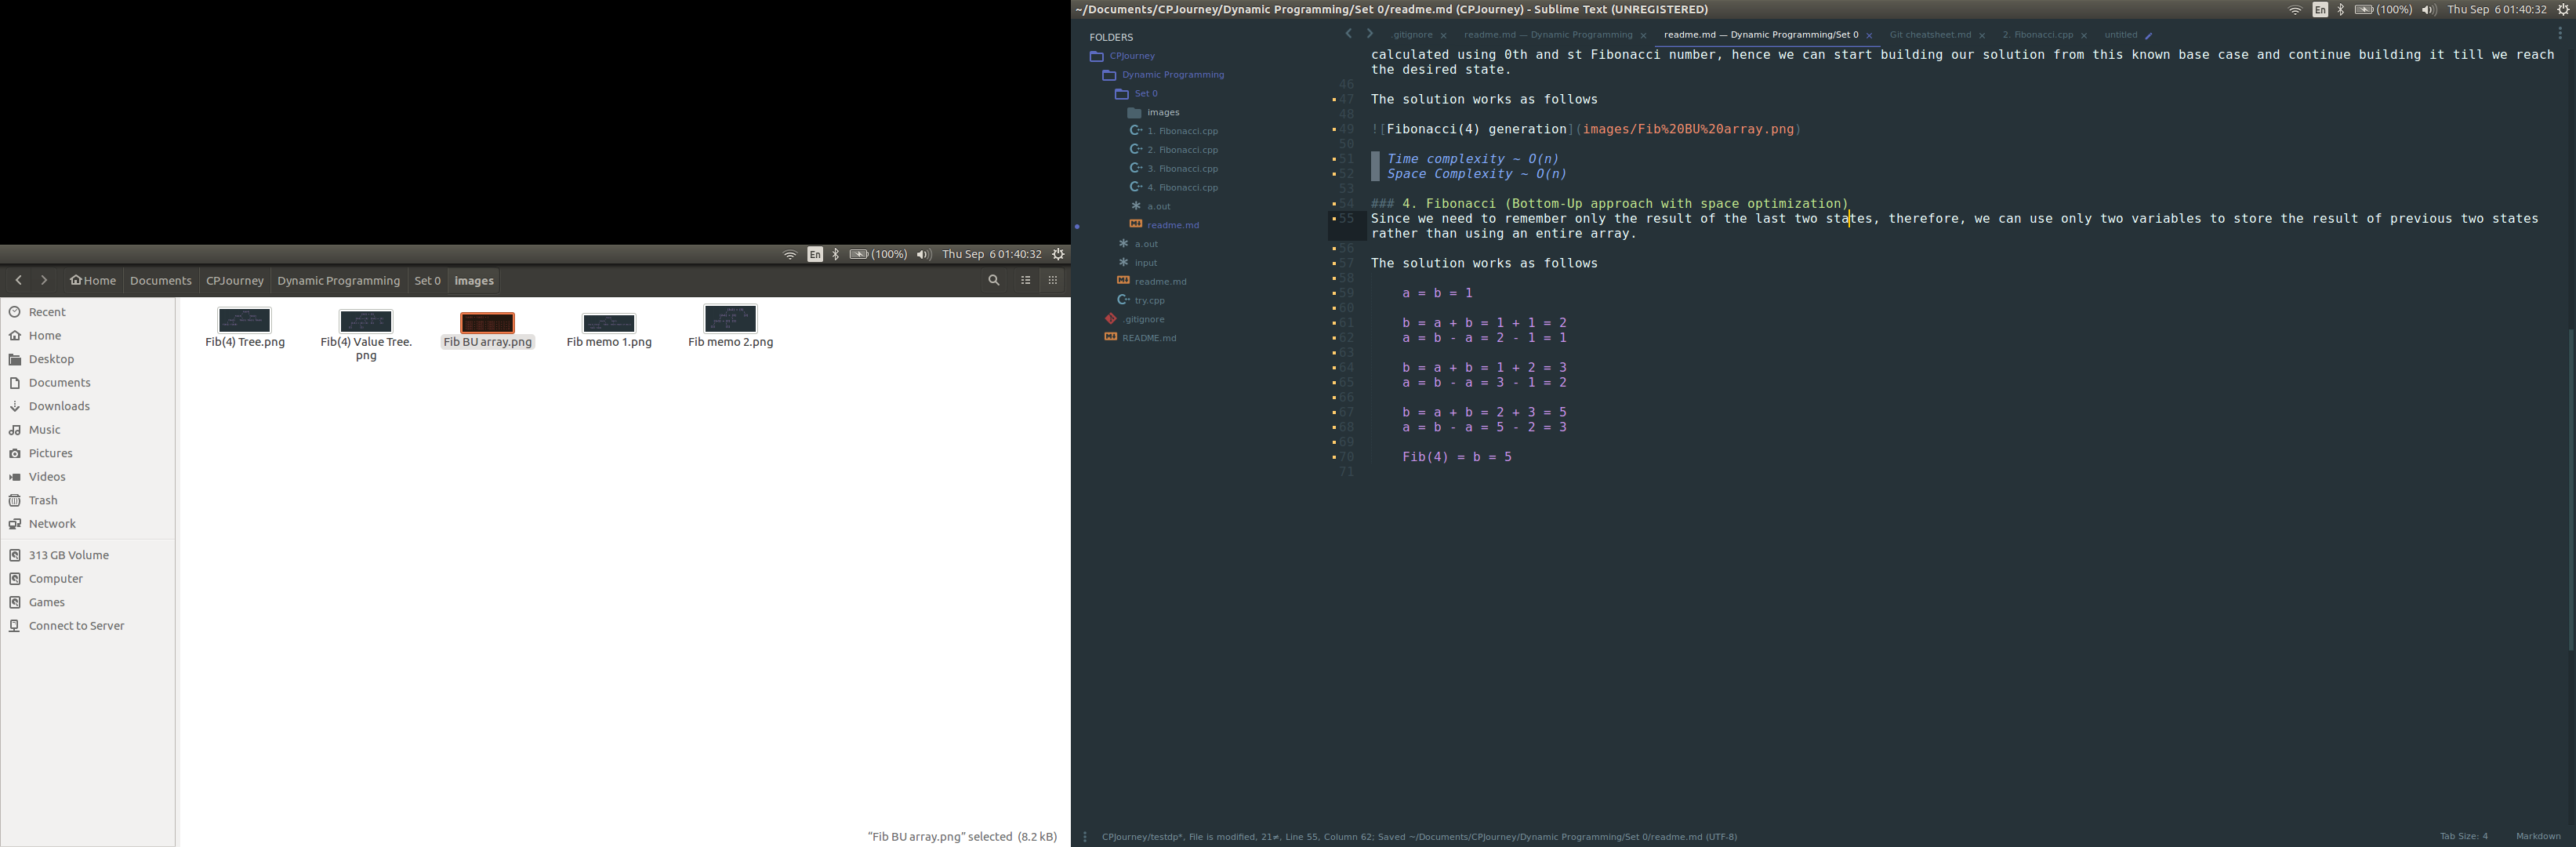 En (100%) Thu Sep 6 01:40:32
Home Documents CPJourney Dynamic Programming Set 0 images
Recent
Home
Desktop
Documents
Downloads
Music
Pictures
Videos
Trash
Network
313 GB Volume
Computer
Games
Connect to Server
Fib(4) Tree.png
Fib(4) Value Tree.
png
Fib BU array.png
Fib memo 1.png
Fib memo 2.png
"Fib BU array.png" selected (8.2 kB)
~/Documents/CPJourney/Dynamic Programming/Set 0/readme.md (CPJourney) - Sublime Text (UNREGISTERED)
En (100%) Thu Sep 6 01:40:32
FOLDERS
CPJourney
Dynamic Programming
Set 0
images
1. Fibonacci.cpp
2. Fibonacci.cpp
3. Fibonacci.cpp
4. Fibonacci.cpp
a.out
readme.md
a.out
input
readme.md
try.cpp
.gitignore
README.md
.gitignore readme.md — Dynamic Programming readme.md — Dynamic Programming/Set 0 Git cheatsheet.md 2. Fibonacci.cpp untitled
calculated using 0th and st Fibonacci number, hence we can start building our solution from this known base case and continue building it till we reach
the desired state.
46
47 The solution works as follows
48
49 ![Fibonacci(4) generation](images/Fib%20BU%20array.png)
50
51 Time complexity ~ O(n)
52 Space Complexity ~ O(n)
53
54 ### 4. Fibonacci (Bottom-Up approach with space optimization)
55 Since we need to remember only the result of the last two states, therefore, we can use only two variables to store the result of previous two states
rather than using an entire array.
56
57 The solution works as follows
58
59 a = b = 1
60
61 b = a + b = 1 + 1 = 2
62 a = b - a = 2 - 1 = 1
63
64 b = a + b = 1 + 2 = 3
65 a = b - a = 3 - 1 = 2
66
67 b = a + b = 2 + 3 = 5
68 a = b - a = 5 - 2 = 3
69
70 Fib(4) = b = 5
71
CPJourney/testdp*, File is modified, 21≠, Line 55, Column 62; Saved ~/Documents/CPJourney/Dynamic Programming/Set 0/readme.md (UTF-8)
Tab Size: 4 Markdown